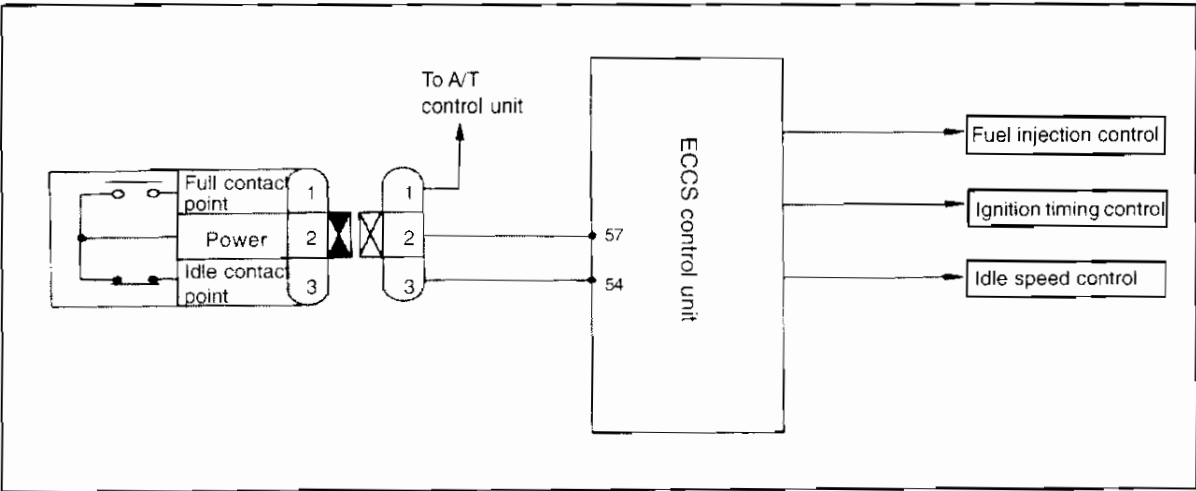 To A/T
control unit
Full contact
point
1
1
Power
2
2
57
Idle contact
point
3
3
54
ECCS control unit
Fuel injection control
Ignition timing control
Idle speed control